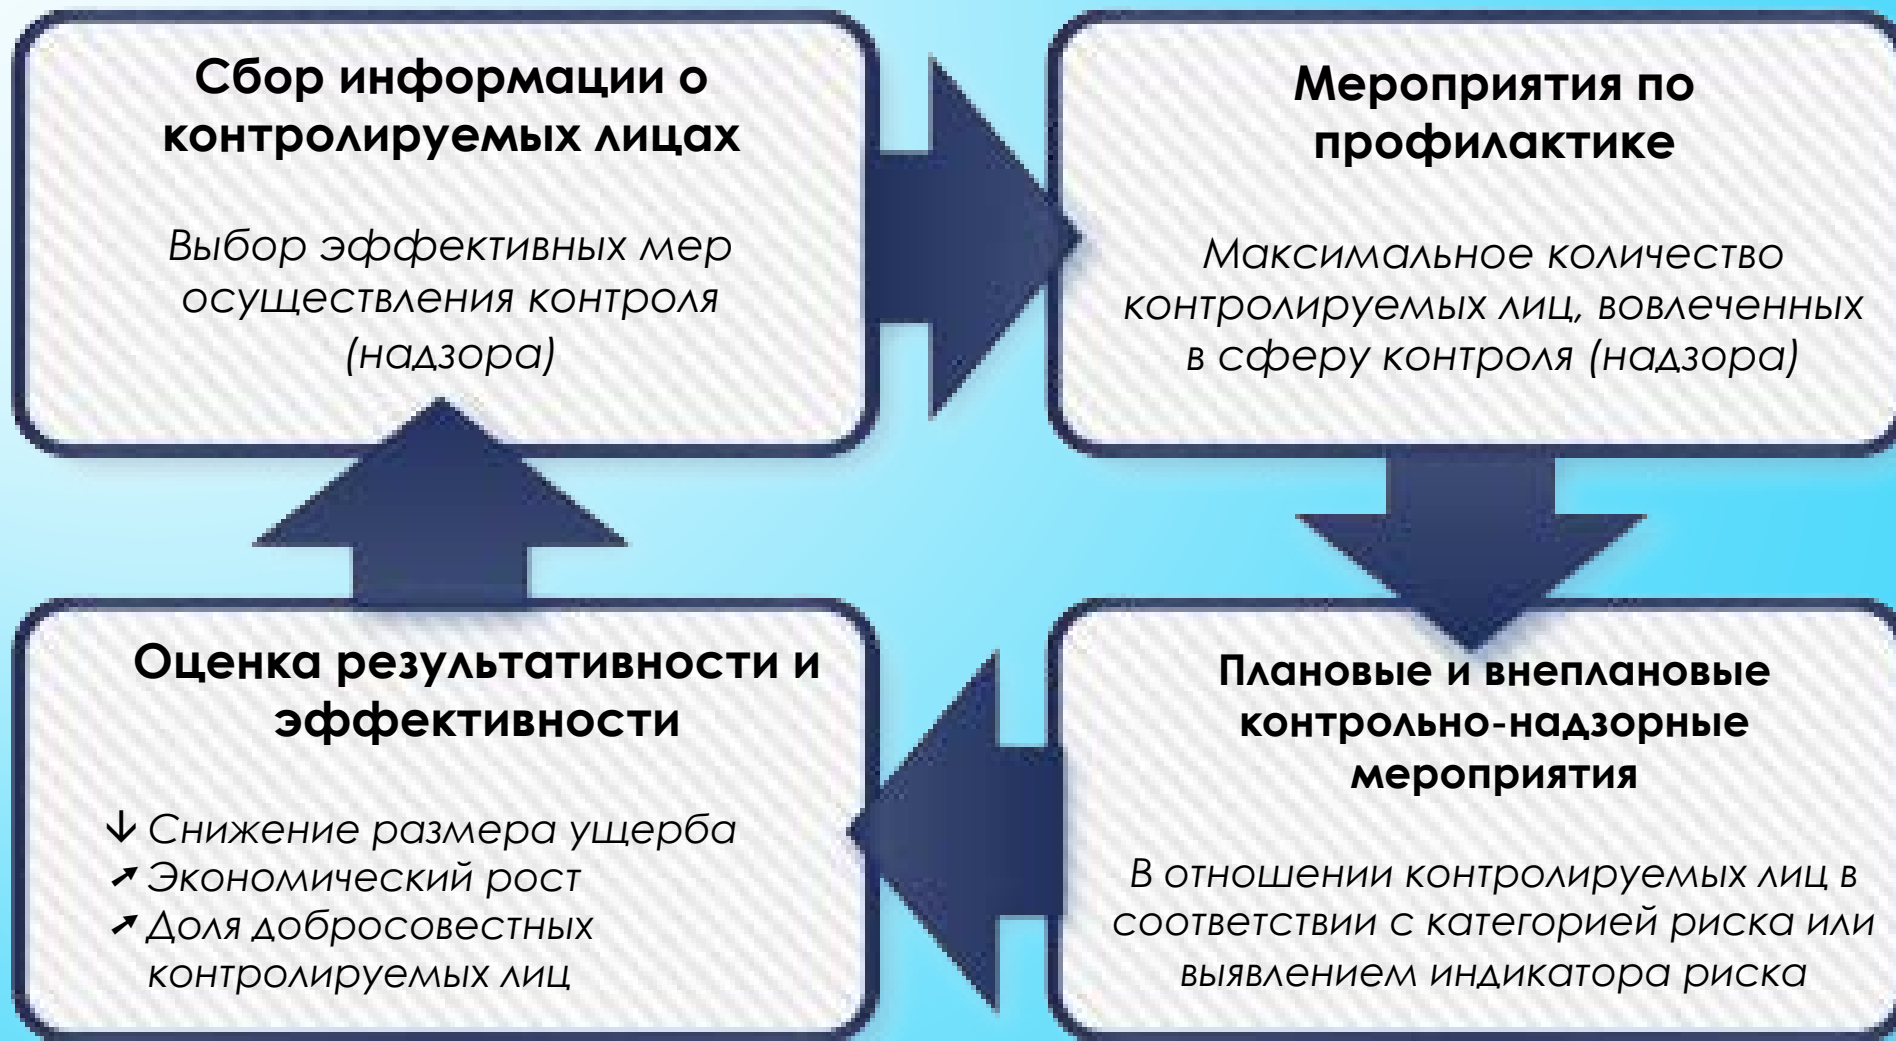 Сбор информации о
контролируемых лицах
Выбор эффективных мер
осуществления контроля
(надзора)
Мероприятия по
профилактике
Максимальное количество
контролируемых лиц, вовлеченных
в сферу контроля (надзора)
Оценка результативности и
эффективности
↓ Снижение размера ущерба
➚ Экономический рост
➚ Доля добросовестных
контролируемых лиц
Плановые и внеплановые
контрольно-надзорные
мероприятия
В отношении контролируемых лиц в
соответствии с категорией риска или
выявлением индикатора риска